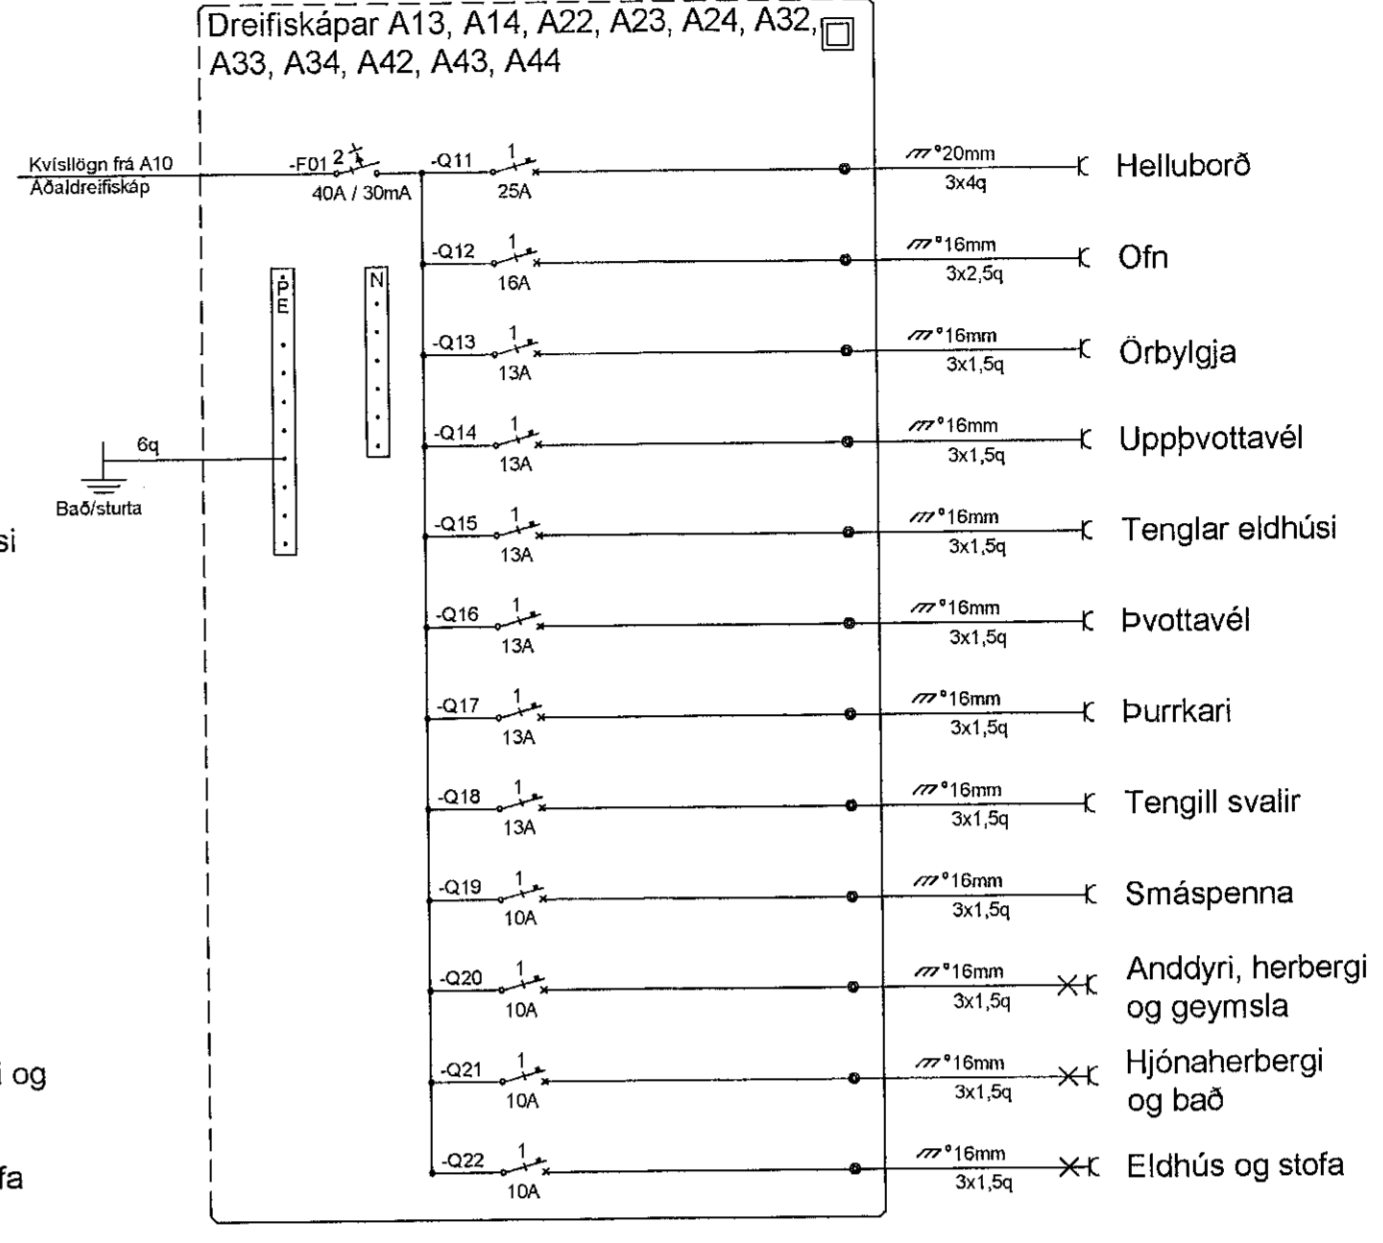 Dreifiskápar A13, A14, A22, A23, A24, A32,
A33, A34, A42, A43, A44
Kvísllögn frá A10
Aðaldreifiskáp
-F01 2
40A / 30mA
-Q11 1
25A
°20mm
3x4q
Helluborð
-Q12 1
16A
°16mm
3x2,5q
Ofn
PE
N
-Q13 1
13A
°16mm
3x1,5q
Örbylgja
-Q14 1
13A
°16mm
3x1,5q
Uppþvottavél
6q
Bað/sturta
si
-Q15 1
13A
°16mm
3x1,5q
Tenglar eldhúsi
-Q16 1
13A
°16mm
3x1,5q
Þvottavél
-Q17 1
13A
°16mm
3x1,5q
Þurrkari
-Q18 1
13A
°16mm
3x1,5q
Tengill svalir
-Q19 1
10A
°16mm
3x1,5q
Smáspenna
-Q20 1
10A
°16mm
3x1,5q
Anddyri, herbergi
og geymsla
i og
-Q21 1
10A
°16mm
3x1,5q
Hjónaherbergi
og bað
fa
-Q22 1
10A
°16mm
3x1,5q
Eldhús og stofa